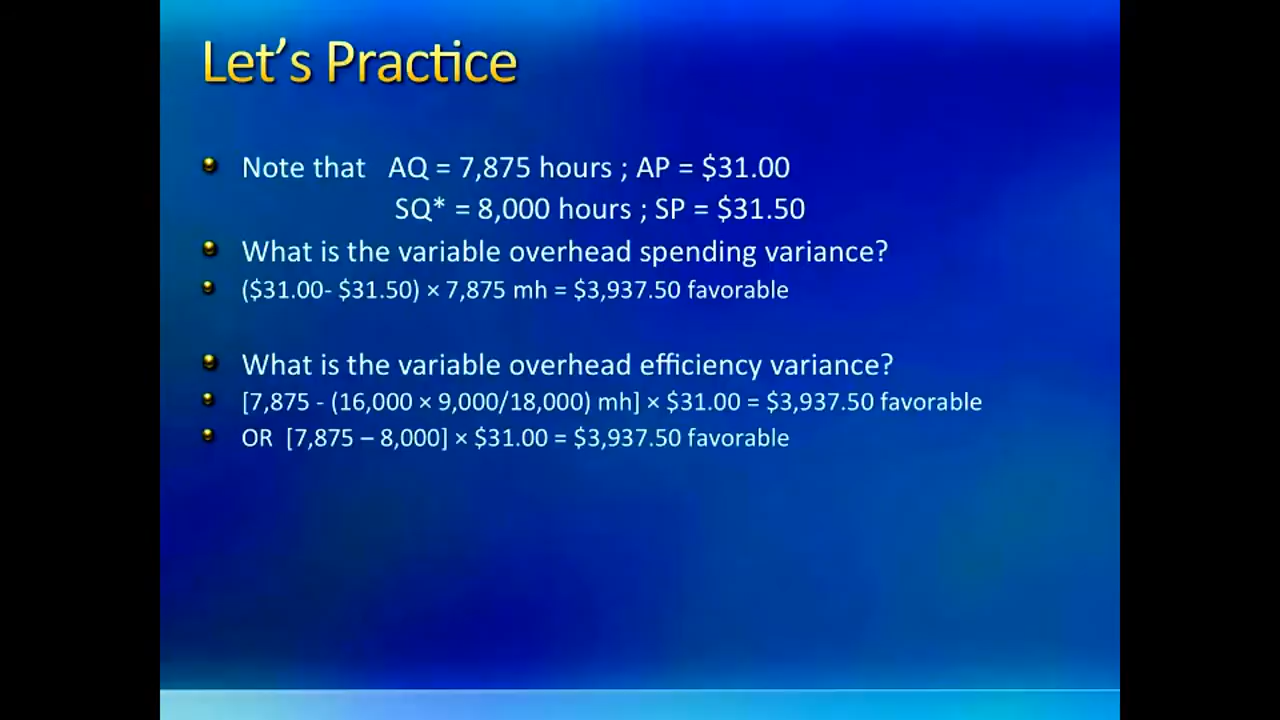 Let's Practice
Note that AQ = 7,875 hours ; AP = $31.00
SQ* = 8,000 hours ; SP = $31.50
What is the variable overhead spending variance?
($31.00- $31.50) × 7,875 mh = $3,937.50 favorable
What is the variable overhead efficiency variance?
[7,875 - (16,000 × 9,000/18,000) mh] × $31.00 = $3,937.50 favorable
OR [7,875 – 8,000] × $31.00 = $3,937.50 favorable